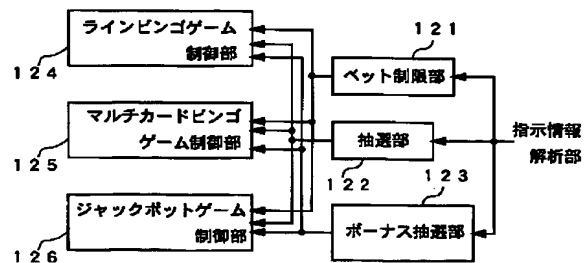 ラインビンゴゲーム
制御部
124
マルチカードビンゴ
ゲーム制御部
125
ジャックポットゲーム
制御部
126
121
ベット制限部
抽選部
122
123
ボーナス抽選部
指示情報
解析部